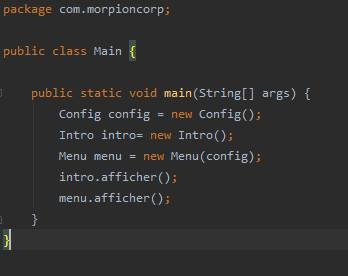 package com.morpioncorp;
public class Main {
public static void main(String[] args) {
Config config = new Config();
Intro intro= new Intro();
Menu menu = new Menu(config);
intro.afficher();
menu.afficher();
}
}